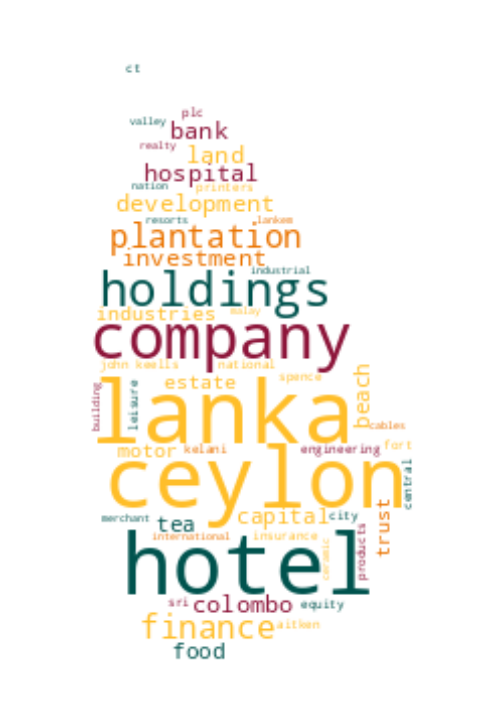 ct
plc
valley
bank
realty
land
hospital
nation printers
development
resorts lankem
plantation
investment
industrial
holdings
industries malay
company
john keells national
spence
estate
beach
building
leisure
lanka
cables
motor kelani engineering fort
ceylon
central
capital city
merchant tea
trust
international insurance
ceramic
products
hotel
sri colombo equity
finance aitken
food